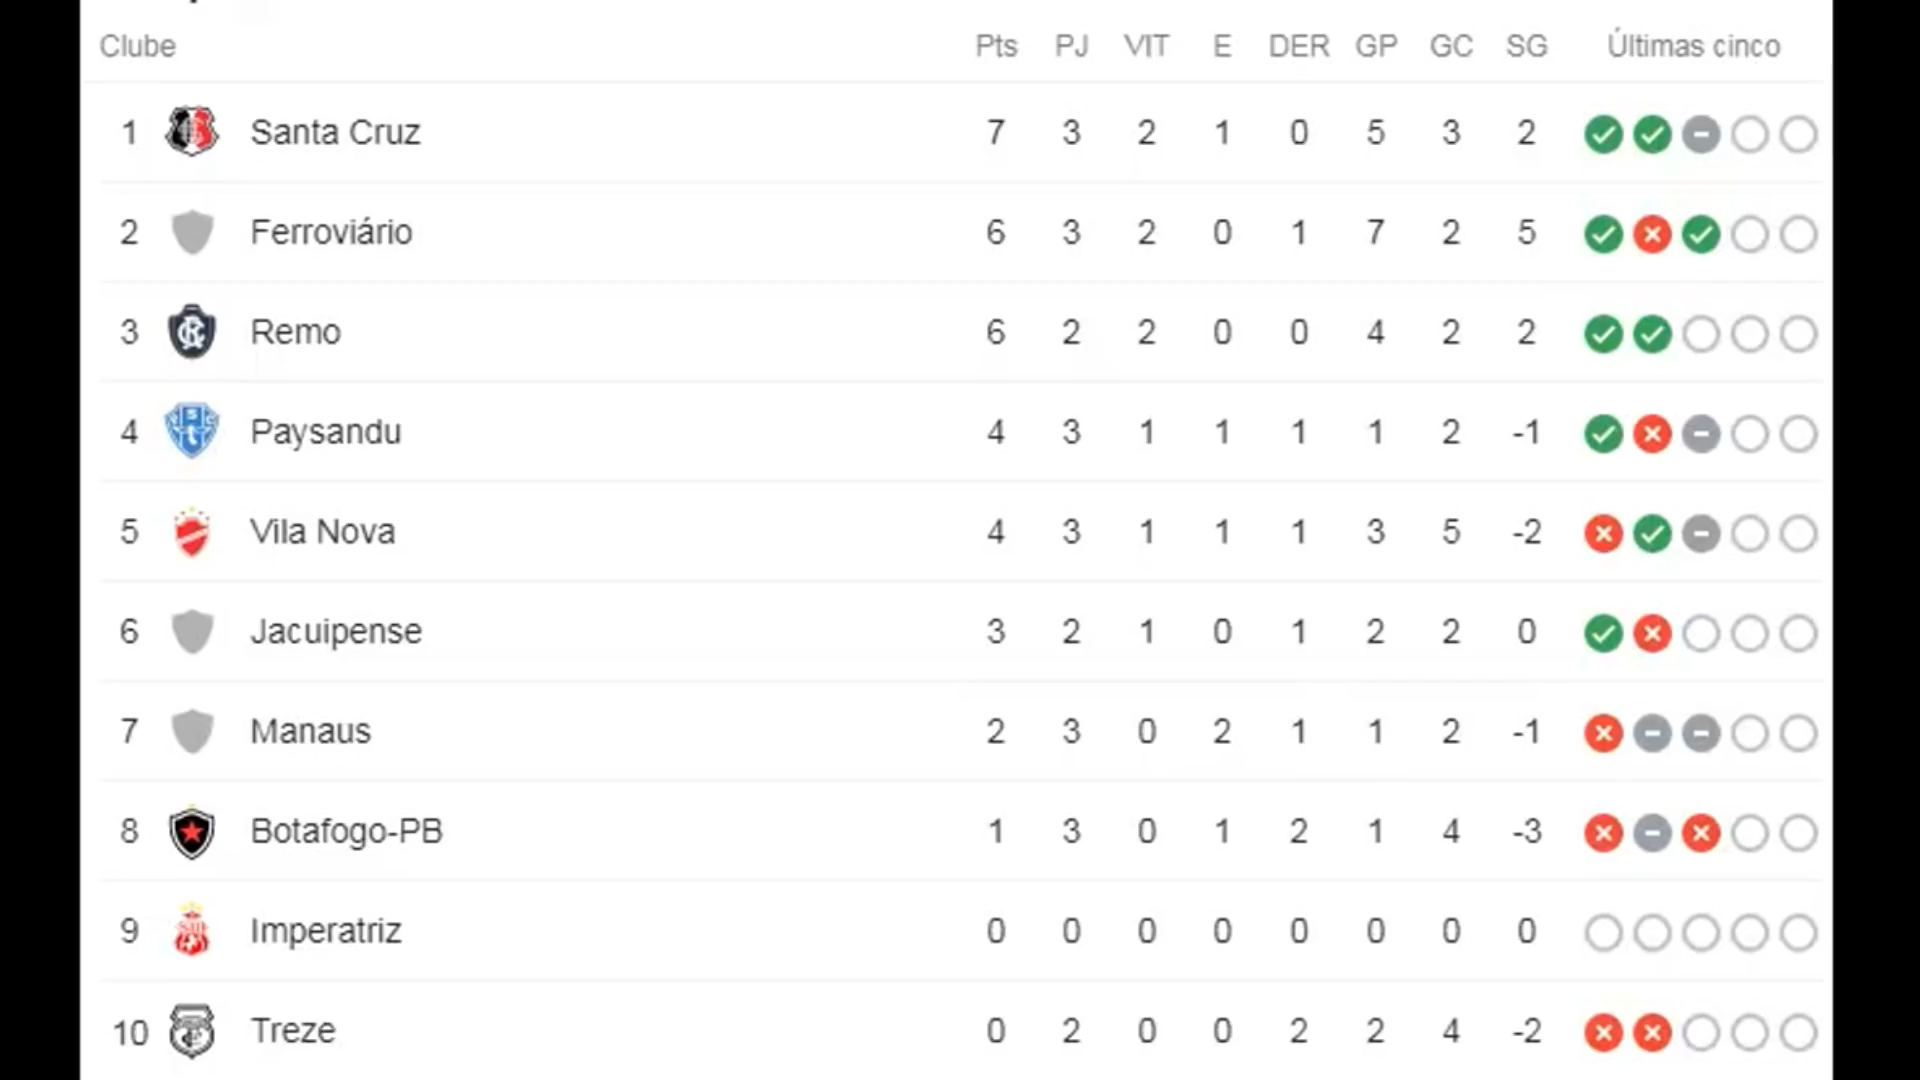 Clube Pts PJ VIT E DER GP GC SG Últimas cinco
1 Santa Cruz 7 3 2 1 0 5 3 2
2 Ferroviário 6 3 2 0 1 7 2 5
3 Remo 6 2 2 0 0 4 2 2
4 Paysandu 4 3 1 1 1 1 2 -1
5 Vila Nova 4 3 1 1 1 3 5 -2
6 Jacuipense 3 2 1 0 1 2 2 0
7 Manaus 2 3 0 2 1 1 2 -1
8 Botafogo-PB 1 3 0 1 2 1 4 -3
9 Imperatriz 0 0 0 0 0 0 0 0
10 Treze 0 2 0 0 2 2 4 -2